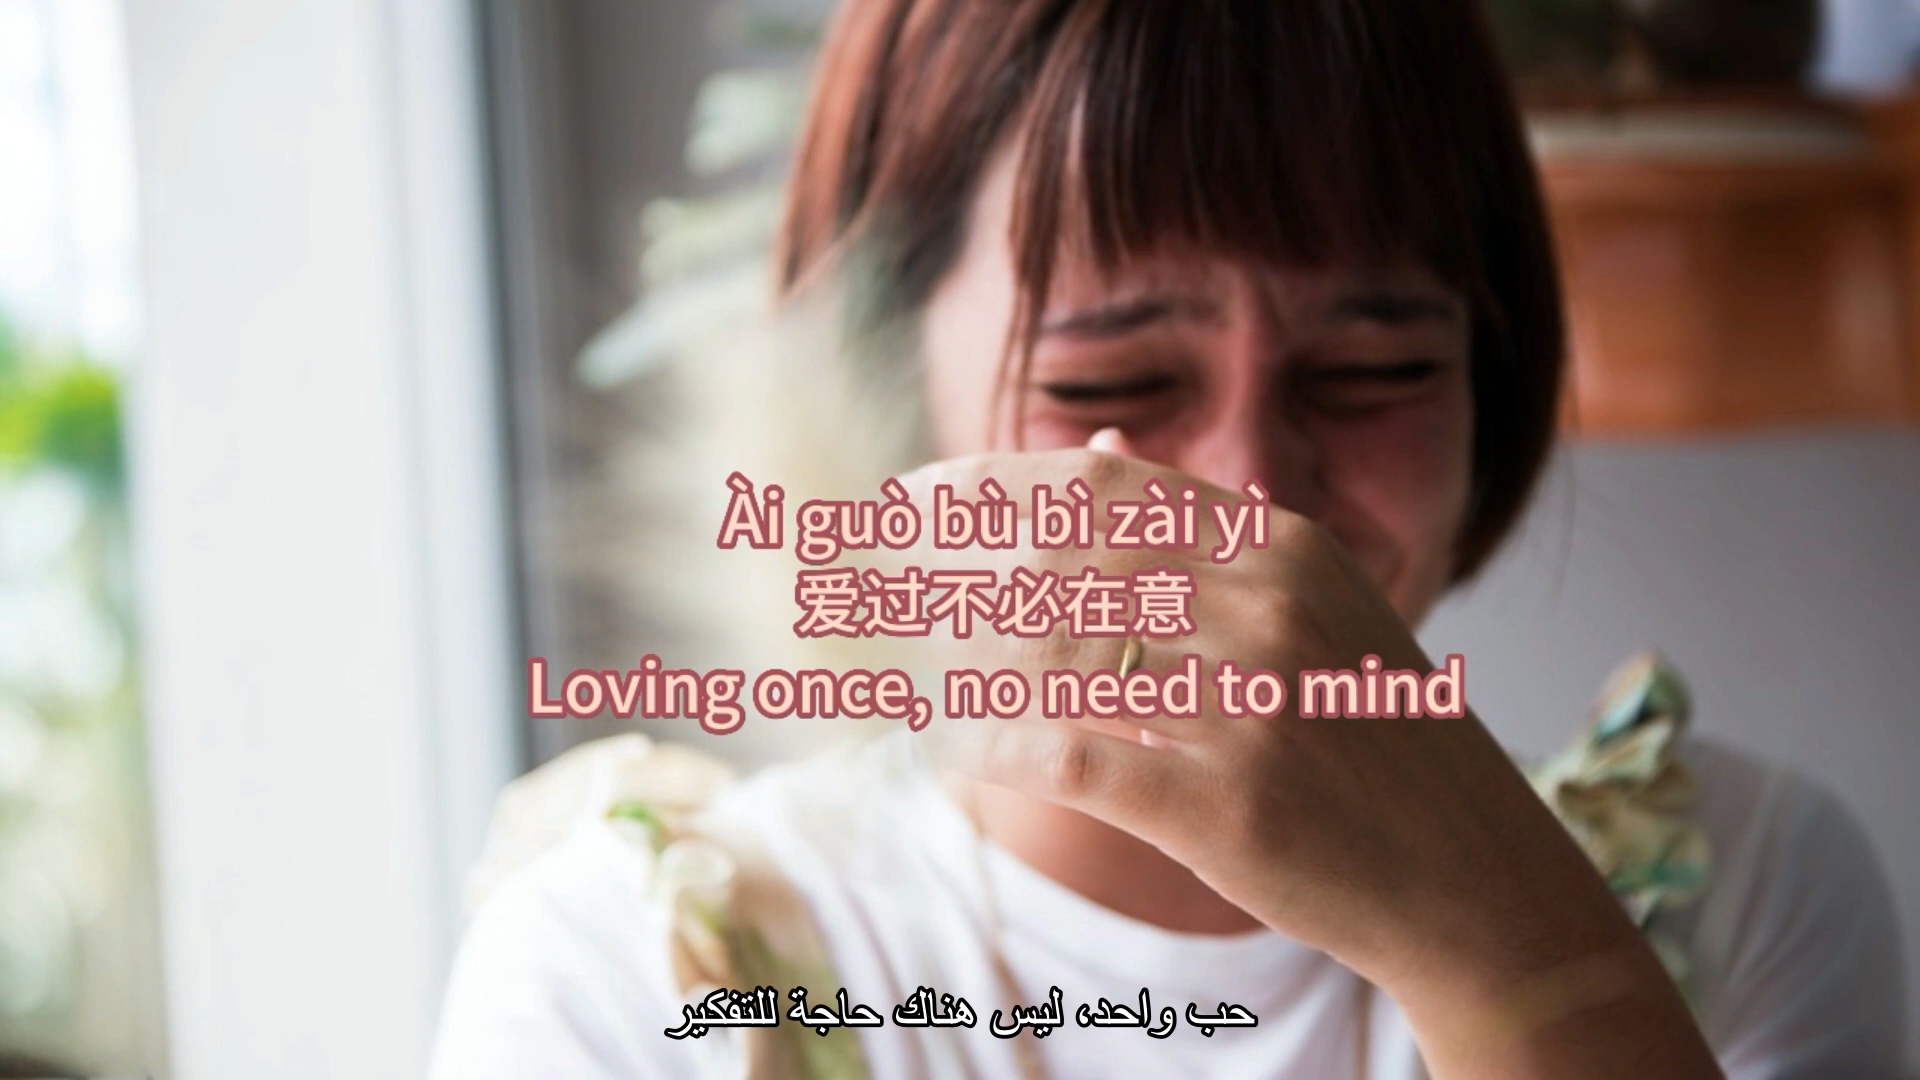 Ài guò bù bì zài yì
爱过不必在意
Loving once, no need to mind
حب واحد، ليس هناك حاجة للتفكير